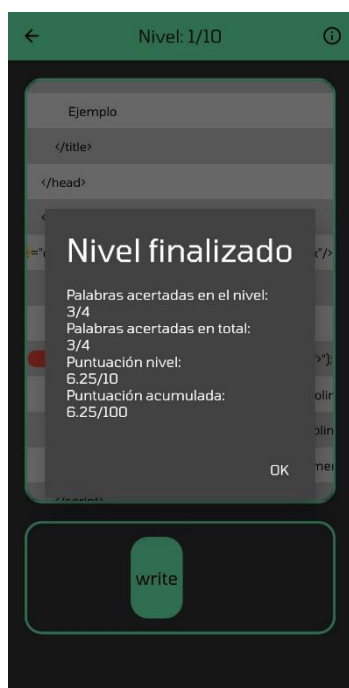 Nivel: 1/10
Ejemplo
</title>
</head>
Nivel finalizado
Palabras acertadas en el nivel:
3/4
Palabras acertadas en total:
3/4
Puntuación nivel:
6.25/10
Puntuación acumulada:
6.25/100
OK
write